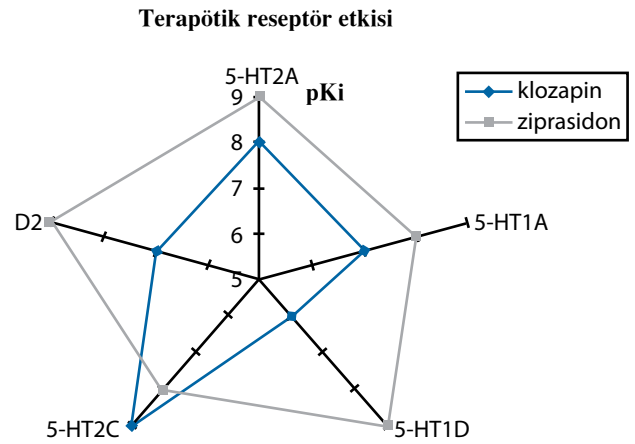 Terapötik reseptör etkisi
5-HT2A
pKi
9
8
7
6
5
klozapin
ziprasidon
D2
5-HT1A
5-HT2C
5-HT1D